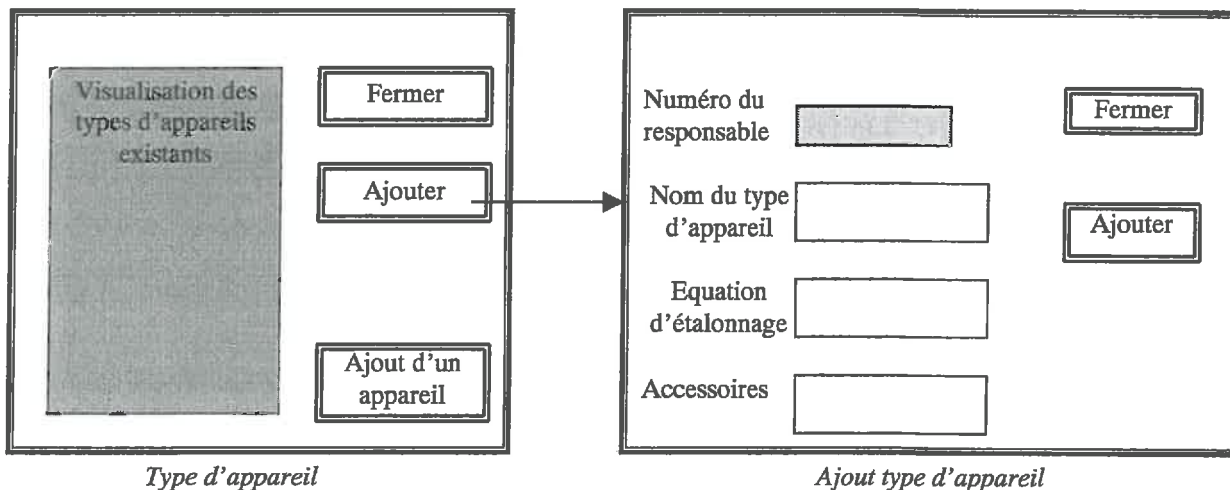 Visualisation des
types d'appareils
existants
Fermer
Ajouter
Ajout d'un
appareil
Type d'appareil
Numéro du
responsable
Nom du type
d'appareil
Equation
d'étalonnage
Accessoires
Fermer
Ajouter
Ajout type d'appareil